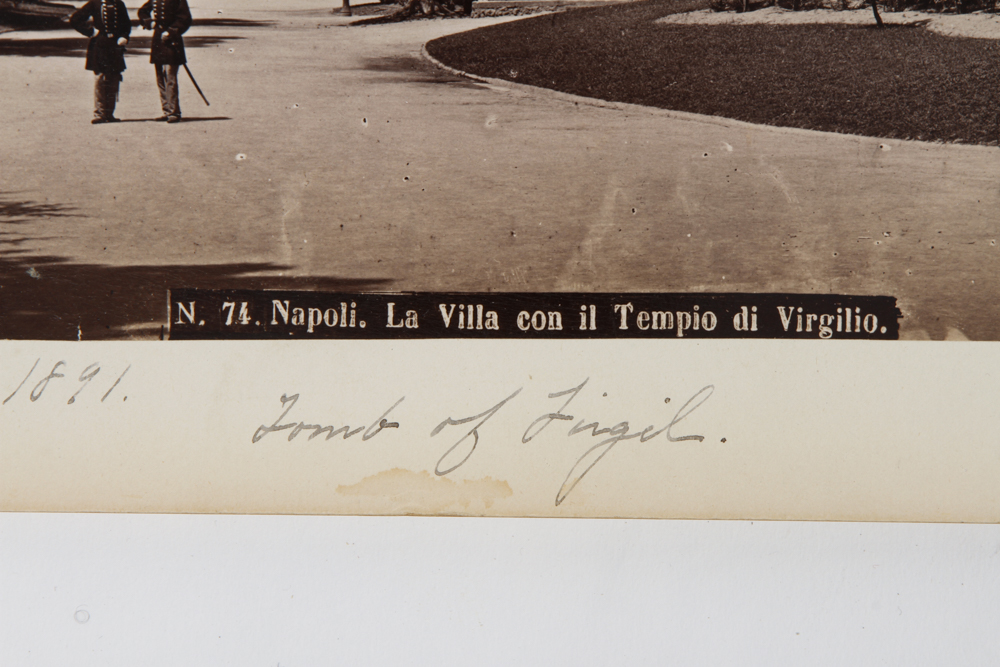 N. 74. Napoli. La Villa con il Tempio di Virgilio.
1891.
Tomb of Virgil.